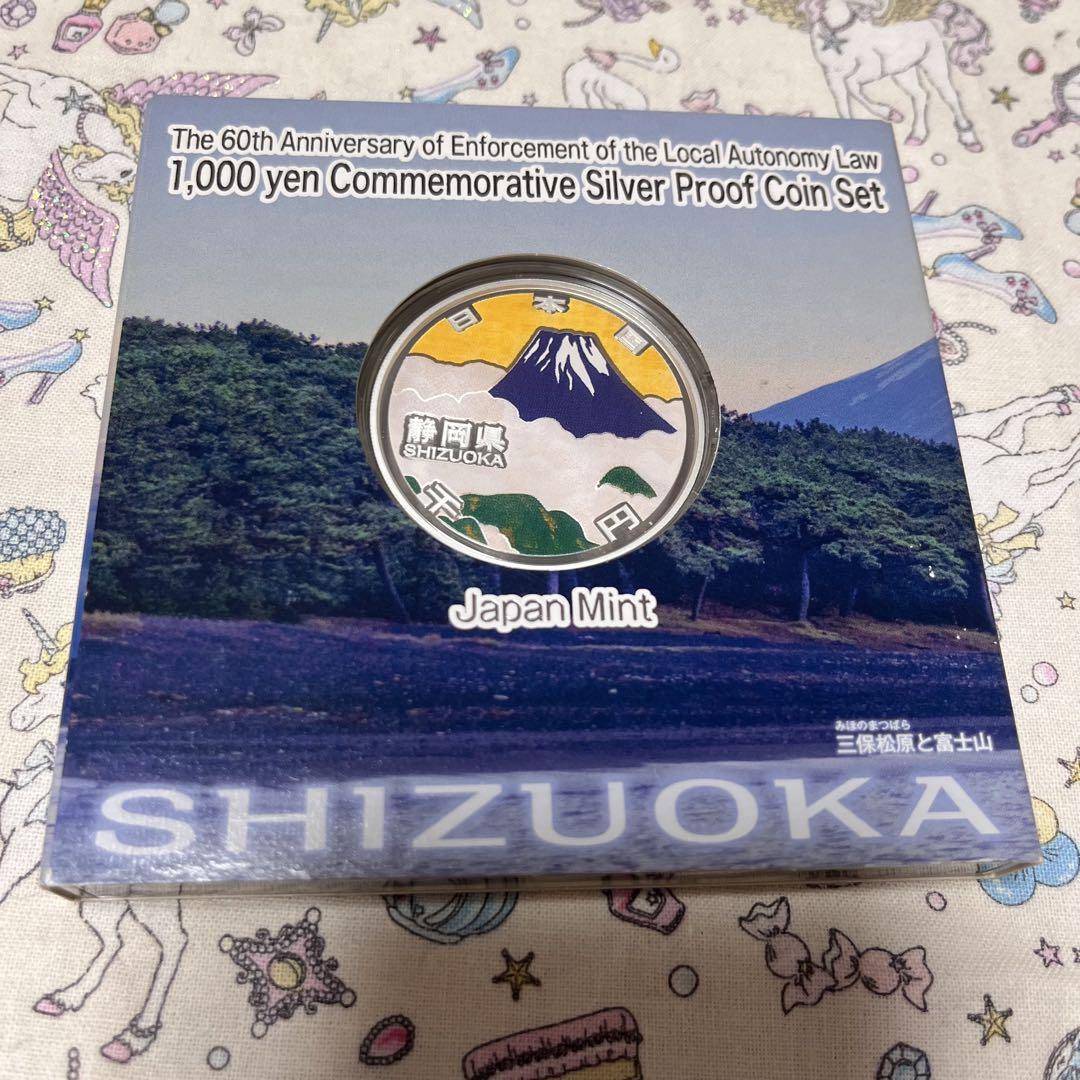 The 60th Anniversary of Enforcement of the Local Autonomy Law
1,000 yen Commemorative Silver Proof Coin Set
日本国
静岡県
SHIZUOKA
千円
Japan Mint
みほのまつばら
三保松原と富士山
SHIZUOKA